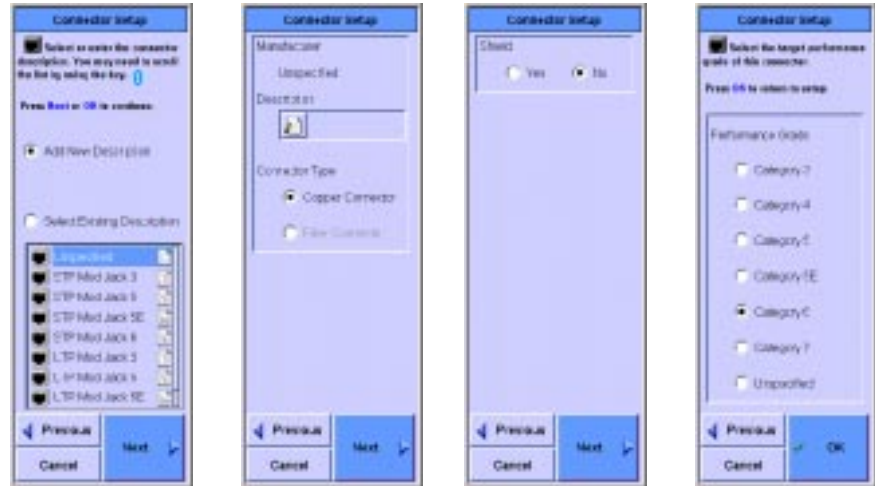 Connector Setup
Select or enter the connector
description. You may need to scroll
the list by using the key:
Press Next or OK to continue.
Add New Description
Select Existing Description
Unspecified
STP Mod Jack 3
STP Mod Jack 5
STP Mod Jack 5E
STP Mod Jack 6
UTP Mod Jack 3
UTP Mod Jack 5
UTP Mod Jack 5E
Previous
Next
Cancel
Connector Setup
Manufacturer
Unspecified
Description
Connector Type
Copper Connector
Fiber Connector
Previous
Next
Cancel
Connector Setup
Shield
Yes
No
Previous
Next
Cancel
Connector Setup
Select the target performance
grade of this connector.
Press OK to return to setup.
Performance Grade
Category 3
Category 4
Category 5
Category 5E
Category 6
Category 7
Unspecified
Previous
OK
Cancel